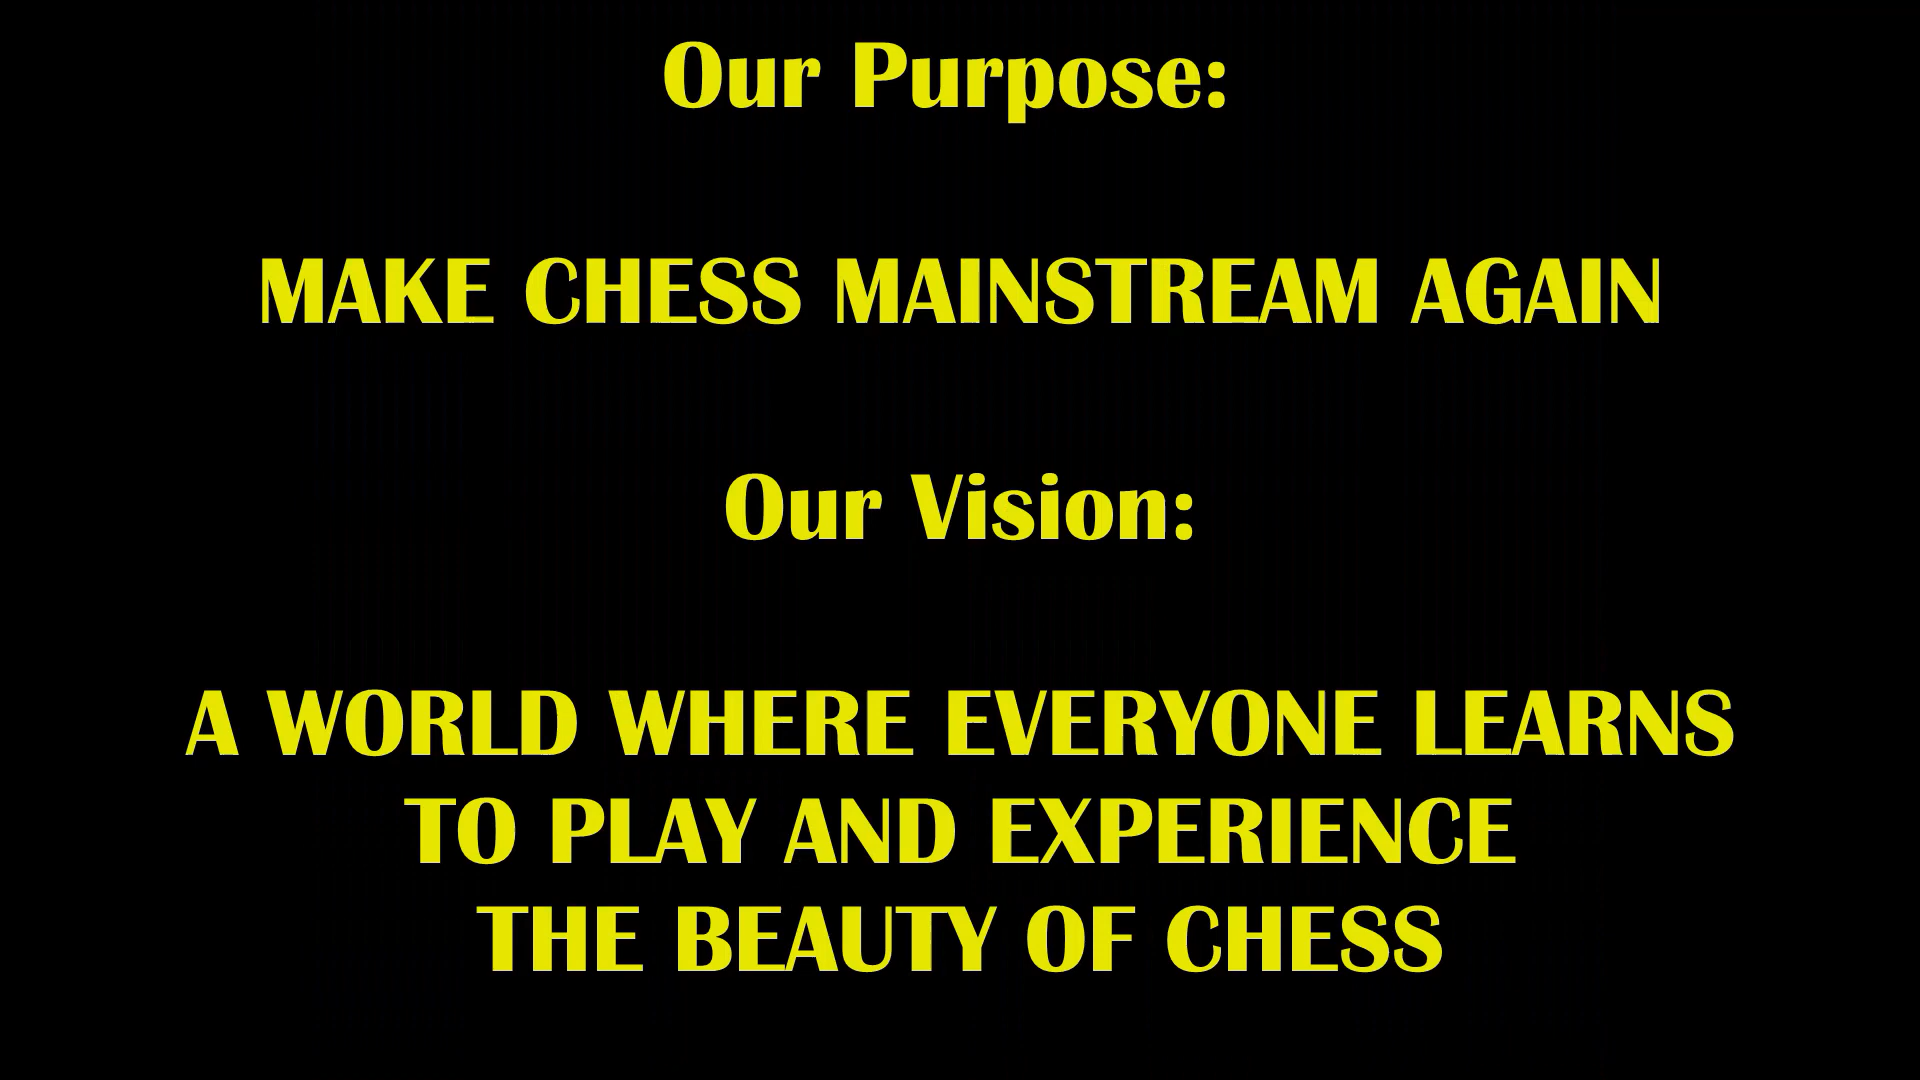 Our Purpose:
MAKE CHESS MAINSTREAM AGAIN
Our Vision:
A WORLD WHERE EVERYONE LEARNS
TO PLAY AND EXPERIENCE
THE BEAUTY OF CHESS